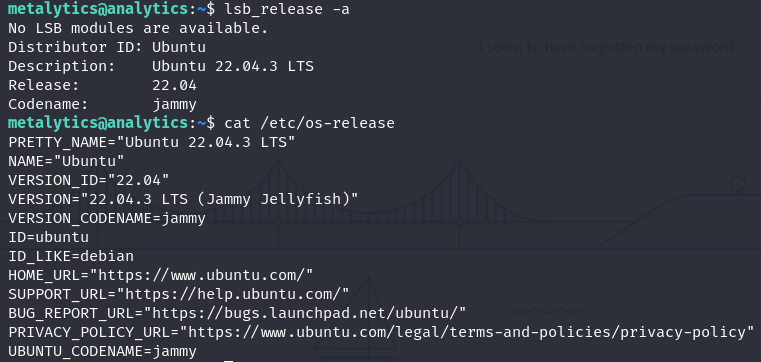 metalytics@analytics:~$ lsb_release -a
No LSB modules are available.
Distributor ID: Ubuntu
I seem to have forgotten my password
Description:    Ubuntu 22.04.3 LTS
Release:        22.04
Codename:       jammy
metalytics@analytics:~$ cat /etc/os-release
PRETTY_NAME="Ubuntu 22.04.3 LTS"
NAME="Ubuntu"
VERSION_ID="22.04"
VERSION="22.04.3 LTS (Jammy Jellyfish)"
VERSION_CODENAME=jammy
ID=ubuntu
ID_LIKE=debian
HOME_URL="https://www.ubuntu.com/"
SUPPORT_URL="https://help.ubuntu.com/"
BUG_REPORT_URL="https://bugs.launchpad.net/ubuntu/"
PRIVACY_POLICY_URL="https://www.ubuntu.com/legal/terms-and-policies/privacy-policy"
UBUNTU_CODENAME=jammy